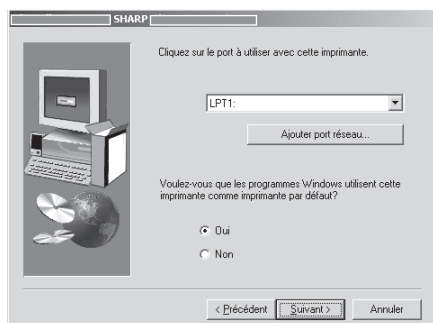 SHARP
Cliquez sur le port à utiliser avec cette imprimante.
LPT1:
Ajouter port réseau...
Voulez-vous que les programmes Windows utilisent cette
imprimante comme imprimante par défaut?
Oui
Non
< Précédent
Suivant >
Annuler